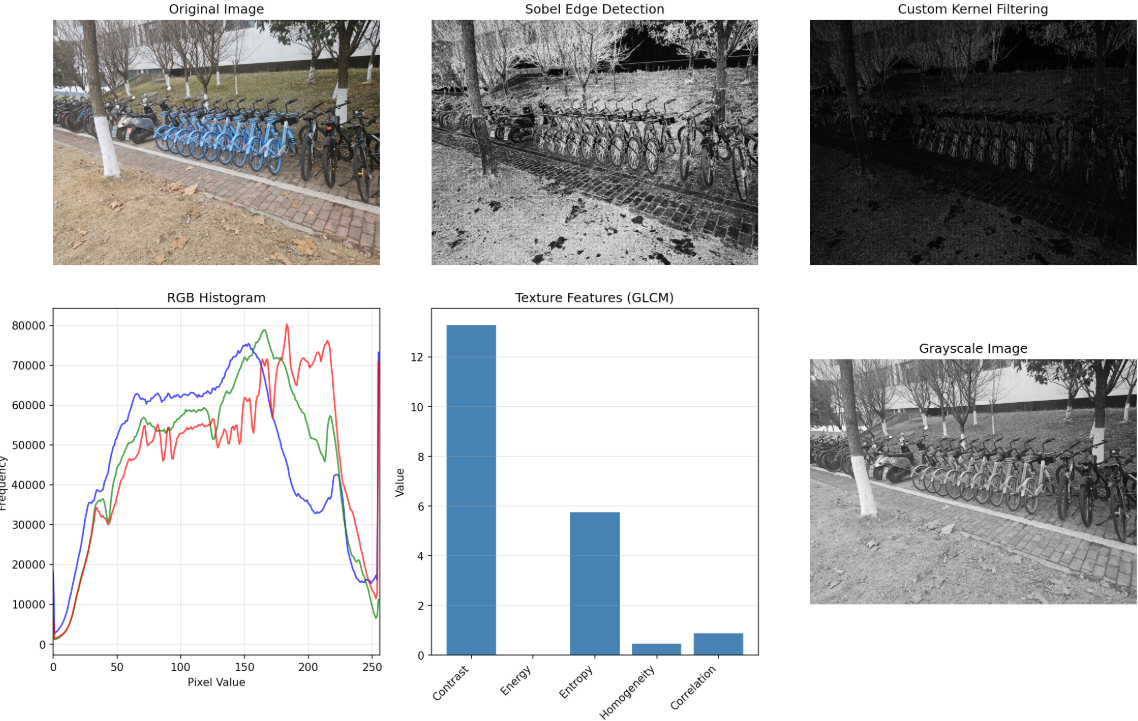 Original Image
Sobel Edge Detection
Custom Kernel Filtering
RGB Histogram
Frequency
80000
70000
60000
50000
40000
30000
20000
10000
0
0 50 100 150 200 250
Pixel Value
Texture Features (GLCM)
Value
12
10
8
6
4
2
0
Contrast
Energy
Entropy
Homogeneity
Correlation
Grayscale Image